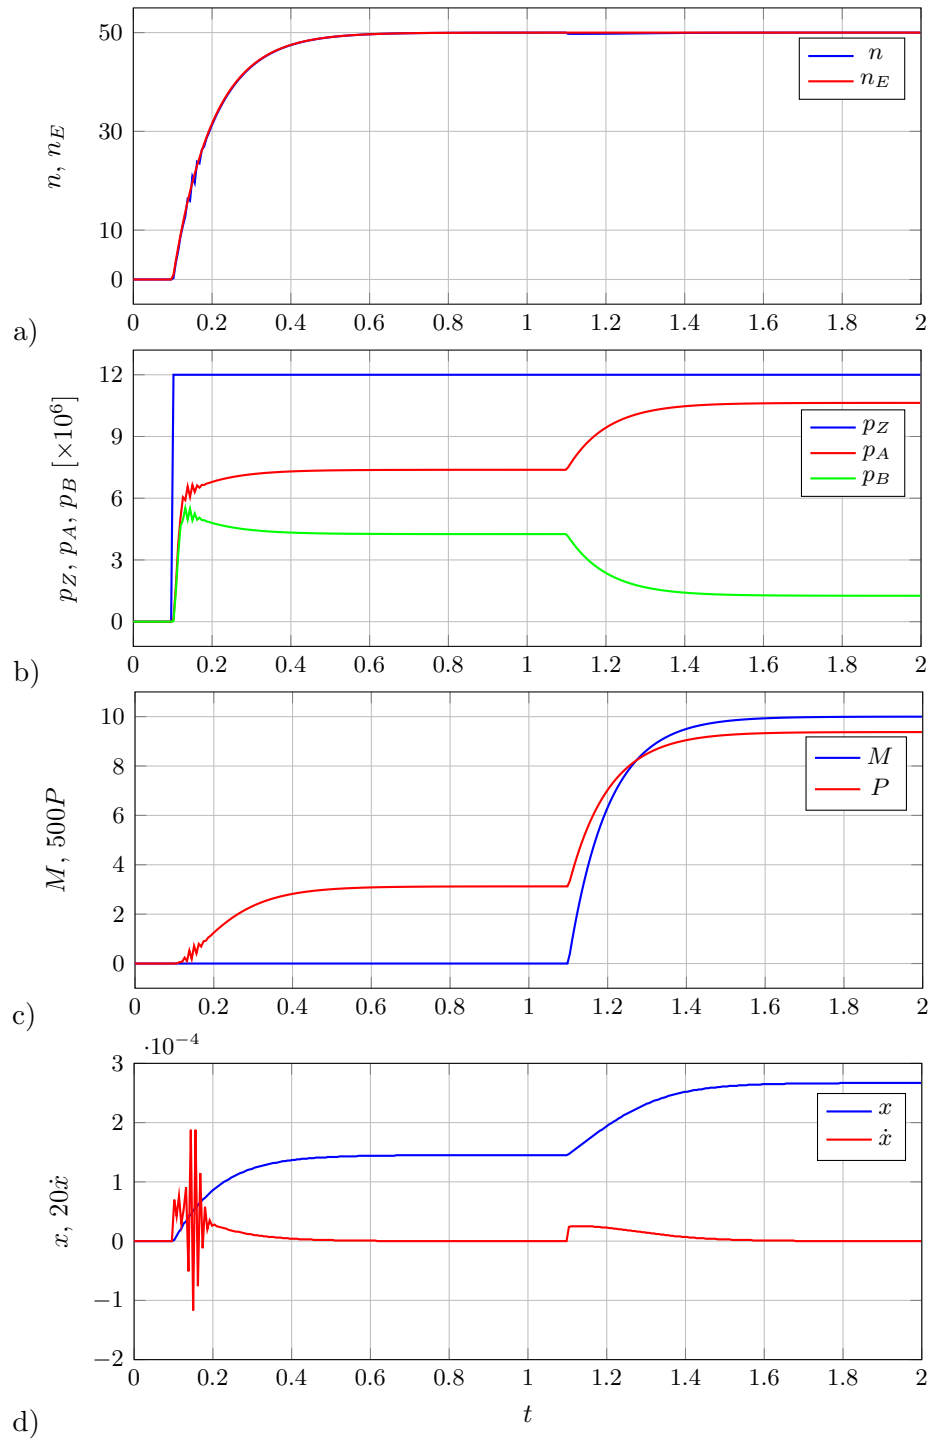 50
30
10
0
n, n_E
n
n_E
0 0.2 0.4 0.6 0.8 1 1.2 1.4 1.6 1.8 2
a)
12
9
6
3
0
p_Z, p_A, p_B [×10^6]
p_Z
p_A
p_B
0 0.2 0.4 0.6 0.8 1 1.2 1.4 1.6 1.8 2
b)
10
8
6
4
2
0
M, 500P
M
P
0 0.2 0.4 0.6 0.8 1 1.2 1.4 1.6 1.8 2
c)
·10^−4
3
2
1
0
−1
−2
x, 20ẋ
x
ẋ
0 0.2 0.4 0.6 0.8 1 1.2 1.4 1.6 1.8 2
t
d)